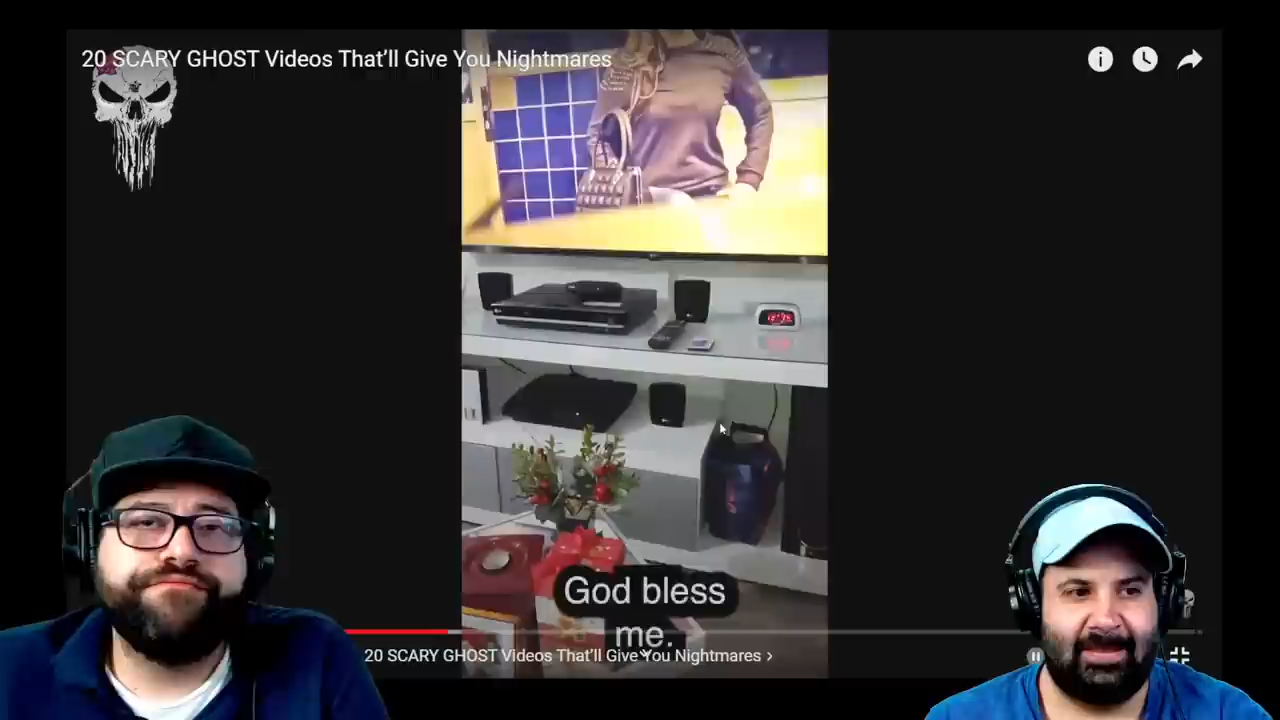 20 SCARY GHOST Videos That'll Give You Nightmares
God bless
me.
20 SCARY GHOST Videos That'll Give You Nightmares ›